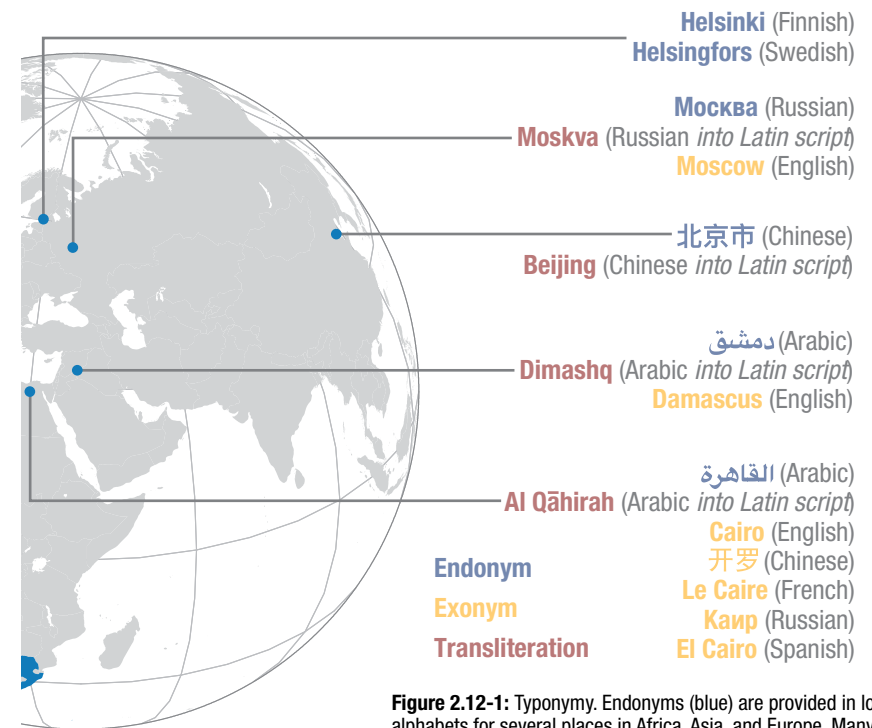 Helsinki (Finnish)
Helsingfors (Swedish)
Москва (Russian)
Moskva (Russian into Latin script)
Moscow (English)
北京市 (Chinese)
Beijing (Chinese into Latin script)
دمشق (Arabic)
Dimashq (Arabic into Latin script)
Damascus (English)
القاهرة (Arabic)
Al Qāhirah (Arabic into Latin script)
Cairo (English)
开罗 (Chinese)
Le Caire (French)
Каир (Russian)
El Cairo (Spanish)
Endonym
Exonym
Transliteration
Figure 2.12-1: Typonymy. Endonyms (blue) are provided in lo
alphabets for several places in Africa, Asia, and Europe. Many